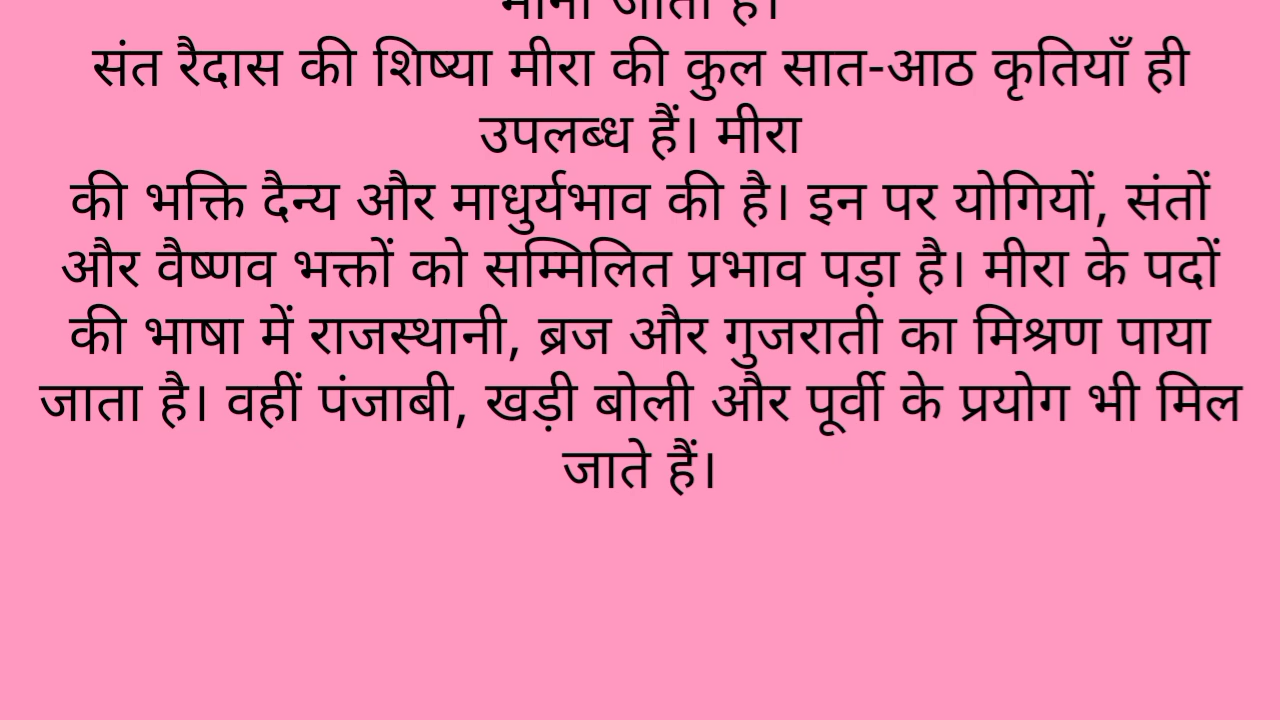 माना जाता है।
संत रैदास की शिष्या मीरा की कुल सात-आठ कृतियाँ ही
उपलब्ध हैं। मीरा
की भक्ति दैन्य और माधुर्यभाव की है। इन पर योगियों, संतों
और वैष्णव भक्तों को सम्मिलित प्रभाव पड़ा है। मीरा के पदों
की भाषा में राजस्थानी, ब्रज और गुजराती का मिश्रण पाया
जाता है। वहीं पंजाबी, खड़ी बोली और पूर्वी के प्रयोग भी मिल
जाते हैं।